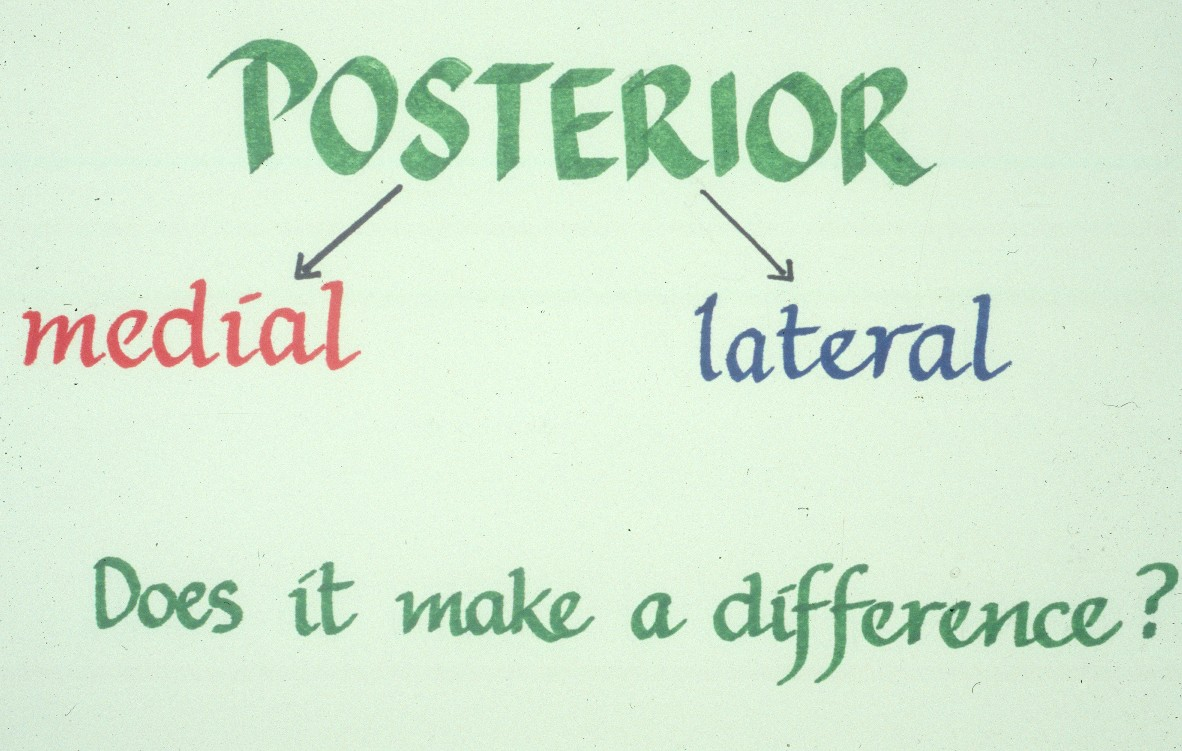 POSTERIOR
medial lateral
Does it make a difference?